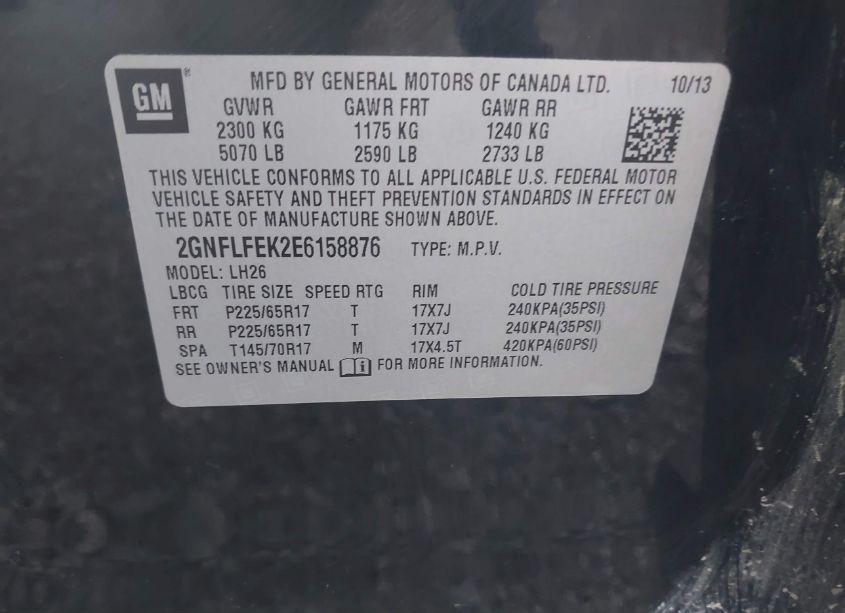 GM ®
MFD BY GENERAL MOTORS OF CANADA LTD. 10/13
GVWR GAWR FRT GAWR RR
2300 KG 1175 KG 1240 KG
5070 LB 2590 LB 2733 LB
THIS VEHICLE CONFORMS TO ALL APPLICABLE U.S. FEDERAL MOTOR
VEHICLE SAFETY AND THEFT PREVENTION STANDARDS IN EFFECT ON
THE DATE OF MANUFACTURE SHOWN ABOVE.
2GNFLFEK2E6158876 TYPE: M.P.V.
MODEL: LH26
LBCG TIRE SIZE SPEED RTG RIM COLD TIRE PRESSURE
FRT P225/65R17 T 17X7J 240KPA(35PSI)
RR P225/65R17 T 17X7J 240KPA(35PSI)
SPA T145/70R17 M 17X4.5T 420KPA(60PSI)
SEE OWNER'S MANUAL FOR MORE INFORMATION.